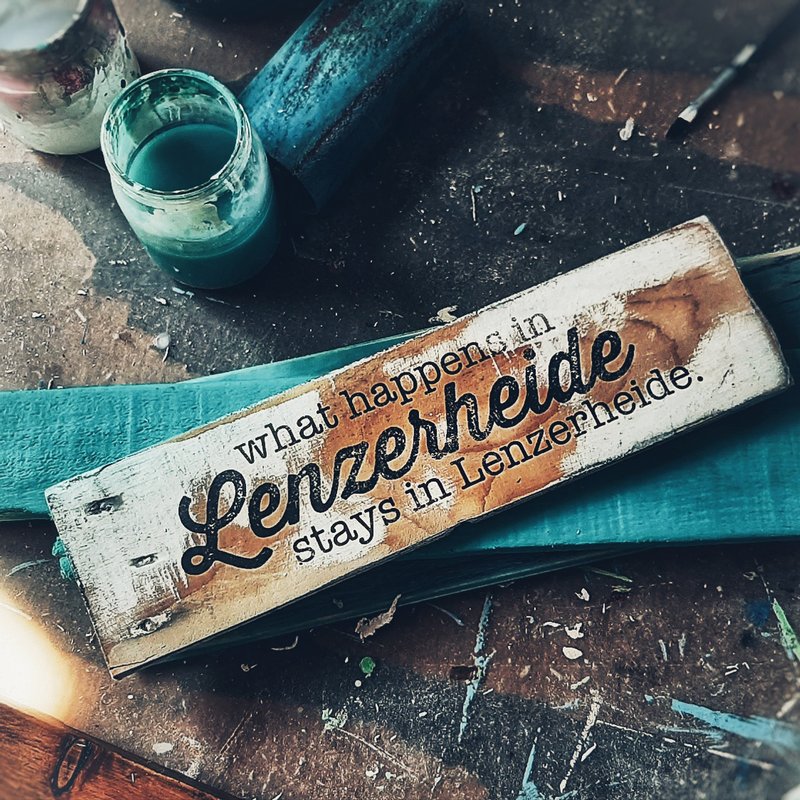 what happens in
Lenzerheide
stays in Lenzerheide.